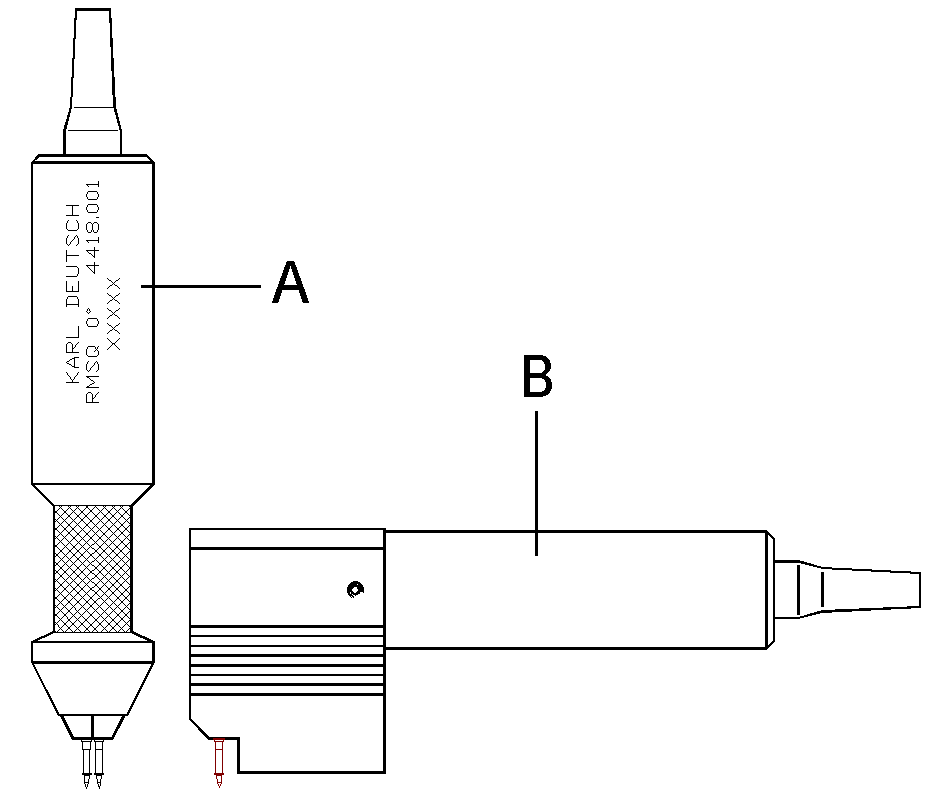 KARL DEUTSCH
RMSQ 0° 4418.001
XXXXX
A
B